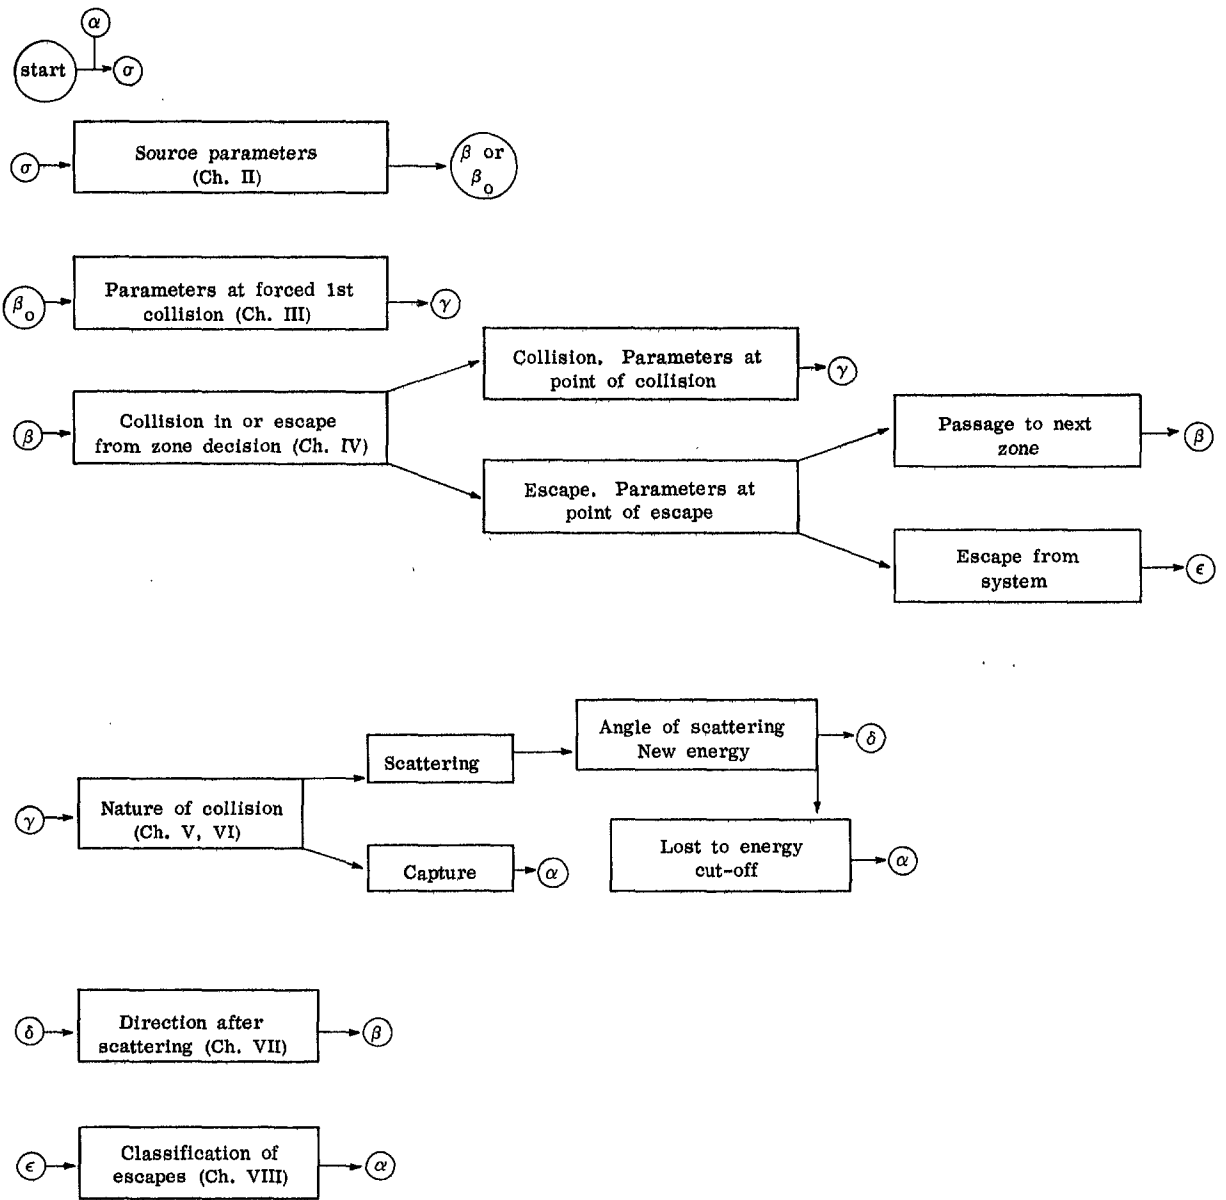 α
start
σ
σ
Source parameters
(Ch. II)
β or
β₀
β₀
Parameters at forced 1st
collision (Ch. III)
γ
β
Collision in or escape
from zone decision (Ch. IV)
Collision. Parameters at
point of collision
γ
Escape. Parameters at
point of escape
Passage to next
zone
β
Escape from
system
ϵ
γ
Nature of collision
(Ch. V, VI)
Scattering
Angle of scattering
New energy
δ
Lost to energy
cut-off
α
Capture
α
δ
Direction after
scattering (Ch. VII)
β
ϵ
Classification of
escapes (Ch. VIII)
α